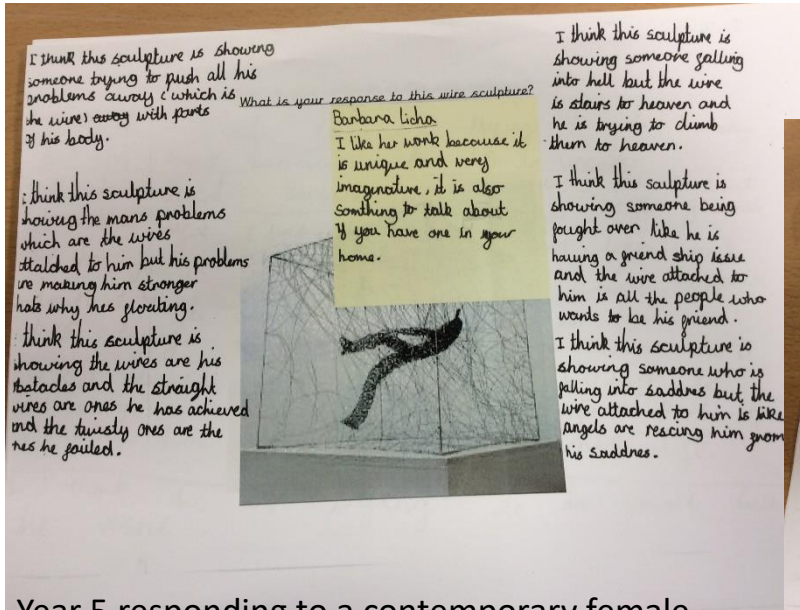 I think this sculpture is showing
someone trying to push all his
problems away (which is
the wire) away with parts
of his body.
I think this sculpture is
showing the mans problems
which are the wires
attatched to him but his problems
are making him stronger
thats why hes floating.
I think this sculpture is
showing the wires are his
obstacles and the straight
wires are ones he has achieved
and the twisty ones are the
ones he failed.
What is your response to this wire sculpture?
Barbara Licha
I like her work because it
is unique and very
imaginative, it is also
somthing to talk about
if you have one in your
home.
I think this sculpture is
showing someone falling
into hell but the wire
is stairs to heaven and
he is trying to climb
them to heaven.
I think this sculpture is
showing someone being
fought over like he is
having a friend ship issue
and the wire attached to
him is all the people who
wants to be his friend.
I think this sculpture is
showing someone who is
falling into saddnes but the
wire attached to him is like
angels are rescing him from
his saddnes.
Year 5 responding to a contemporary female